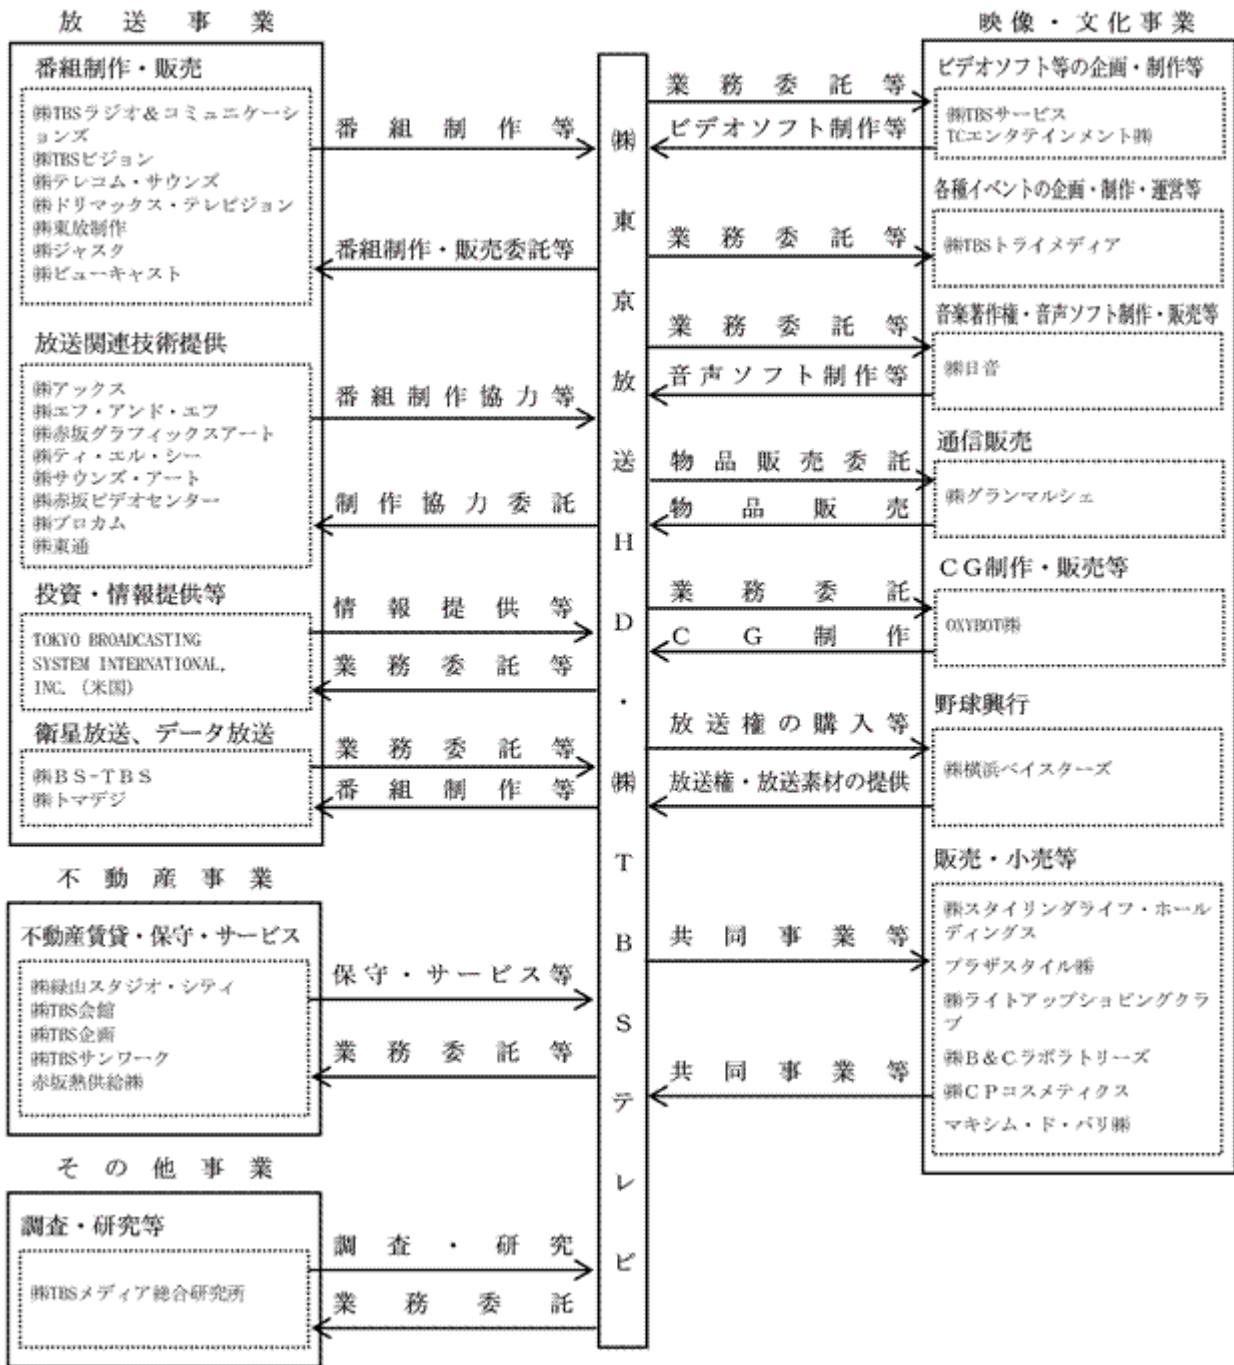 放送事業
番組制作・販売
㈱TBSラジオ&コミュニケーシ
ョンズ
㈱TBSビジョン
㈱テレコム・サウンズ
㈱ドリマックス・テレビジョン
㈱東放制作
㈱ジャスク
㈱ビューキャスト
放送関連技術提供
㈱アックス
㈱エフ・アンド・エフ
㈱赤坂グラフィックスアート
㈱ティ・エル・シー
㈱サウンズ・アート
㈱赤坂ビデオセンター
㈱プロカム
㈱東通
投資・情報提供等
TOKYO BROADCASTING
SYSTEM INTERNATIONAL,
INC.（米国）
衛星放送、データ放送
㈱ＢＳ-ＴＢＳ
㈱トマデジ
不動産事業
不動産賃貸・保守・サービス
㈱緑山スタジオ・シティ
㈱TBS会館
㈱TBS企画
㈱TBSサンワーク
赤坂熱供給㈱
その他事業
調査・研究等
㈱TBSメディア総合研究所
番組制作等
番組制作・販売委託等
番組制作協力等
制作協力委託
情報提供等
業務委託等
業務委託等
番組制作等
保守・サービス等
業務委託等
調査・研究
業務委託
㈱東京放送ＨＤ・㈱ＴＢＳテレビ
業務委託等
ビデオソフト制作等
業務委託等
業務委託等
音声ソフト制作等
物品販売委託
物品販売
業務委託
ＣＧ制作
放送権の購入等
放送権・放送素材の提供
共同事業等
共同事業等
映像・文化事業
ビデオソフト等の企画・制作等
㈱TBSサービス
TCエンタテインメント㈱
各種イベントの企画・制作・運営等
㈱TBSトライメディア
音楽著作権・音声ソフト制作・販売等
㈱日音
通信販売
㈱グランマルシェ
ＣＧ制作・販売等
OXYBOT㈱
野球興行
㈱横浜ベイスターズ
販売・小売等
㈱スタイリングライフ・ホール
ディングス
プラザスタイル㈱
㈱ライトアップショピングクラ
ブ
㈱Ｂ＆Ｃラボラトリーズ
㈱ＣＰコスメティクス
マキシム・ド・パリ㈱